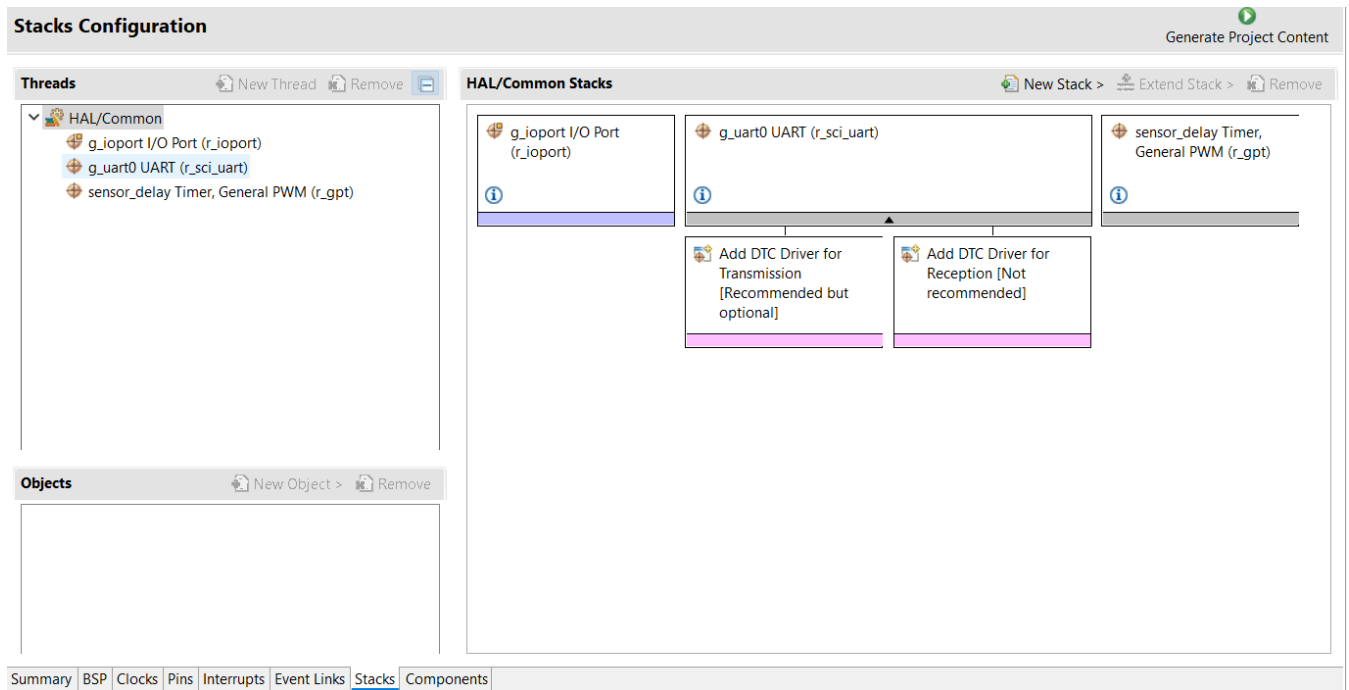 Stacks Configuration
Generate Project Content
Threads
New Thread
Remove
HAL/Common
g_ioport I/O Port (r_ioport)
g_uart0 UART (r_sci_uart)
sensor_delay Timer, General PWM (r_gpt)
Objects
New Object >
Remove
HAL/Common Stacks
New Stack >
Extend Stack >
Remove
g_ioport I/O Port
(r_ioport)
g_uart0 UART (r_sci_uart)
sensor_delay Timer,
General PWM (r_gpt)
Add DTC Driver for
Transmission
[Recommended but
optional]
Add DTC Driver for
Reception [Not
recommended]
Summary
BSP
Clocks
Pins
Interrupts
Event Links
Stacks
Components